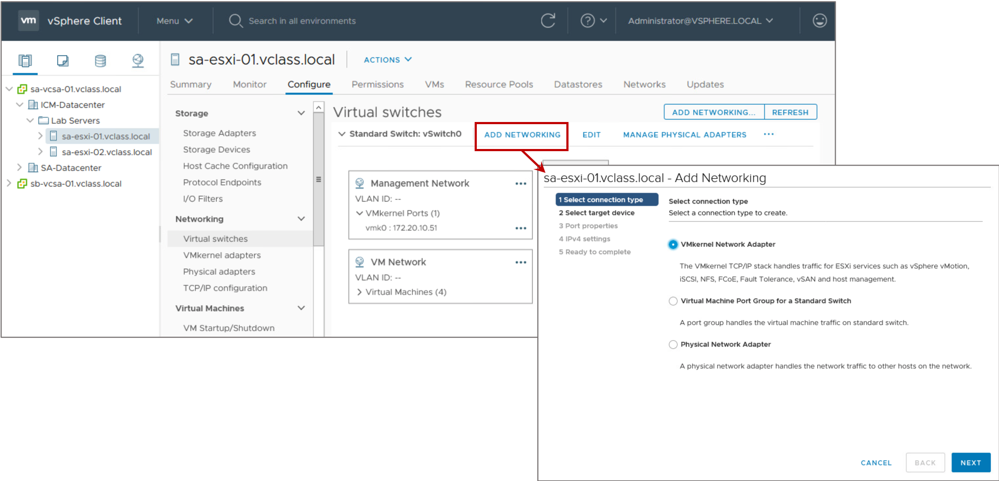 vm vSphere Client Menu Search in all environments Administrator@VSPHERE.LOCAL
sa-vcsa-01.vclass.local
ICM-Datacenter
Lab Servers
sa-esxi-01.vclass.local
sa-esxi-02.vclass.local
SA-Datacenter
sb-vcsa-01.vclass.local
sa-esxi-01.vclass.local ACTIONS
Summary Monitor Configure Permissions VMs Resource Pools Datastores Networks Updates
Storage
Storage Adapters
Storage Devices
Host Cache Configuration
Protocol Endpoints
I/O Filters
Networking
Virtual switches
VMkernel adapters
Physical adapters
TCP/IP configuration
Virtual Machines
VM Startup/Shutdown
Virtual switches ADD NETWORKING... REFRESH
Standard Switch: vSwitch0 ADD NETWORKING EDIT MANAGE PHYSICAL ADAPTERS ...
Management Network ...
VLAN ID: --
VMkernel Ports (1)
vmk0 : 172.20.10.51 ...
VM Network ...
VLAN ID: --
Virtual Machines (4)
sa-esxi-01.vclass.local - Add Networking
1 Select connection type
2 Select target device
3 Port properties
4 IPv4 settings
5 Ready to complete
Select connection type
Select a connection type to create.
VMkernel Network Adapter
The VMkernel TCP/IP stack handles traffic for ESXi services such as vSphere vMotion,
iSCSI, NFS, FCoE, Fault Tolerance, vSAN and host management.
Virtual Machine Port Group for a Standard Switch
A port group handles the virtual machine traffic on standard switch.
Physical Network Adapter
A physical network adapter handles the network traffic to other hosts on the network.
CANCEL BACK NEXT